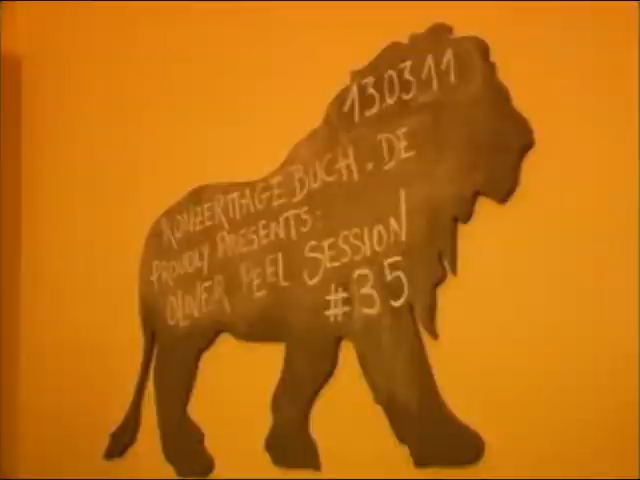 13.03.11
KONZERTTAGEBUCH.DE
PROUDLY PRESENTS:
OLIVER PEEL SESSION
#35